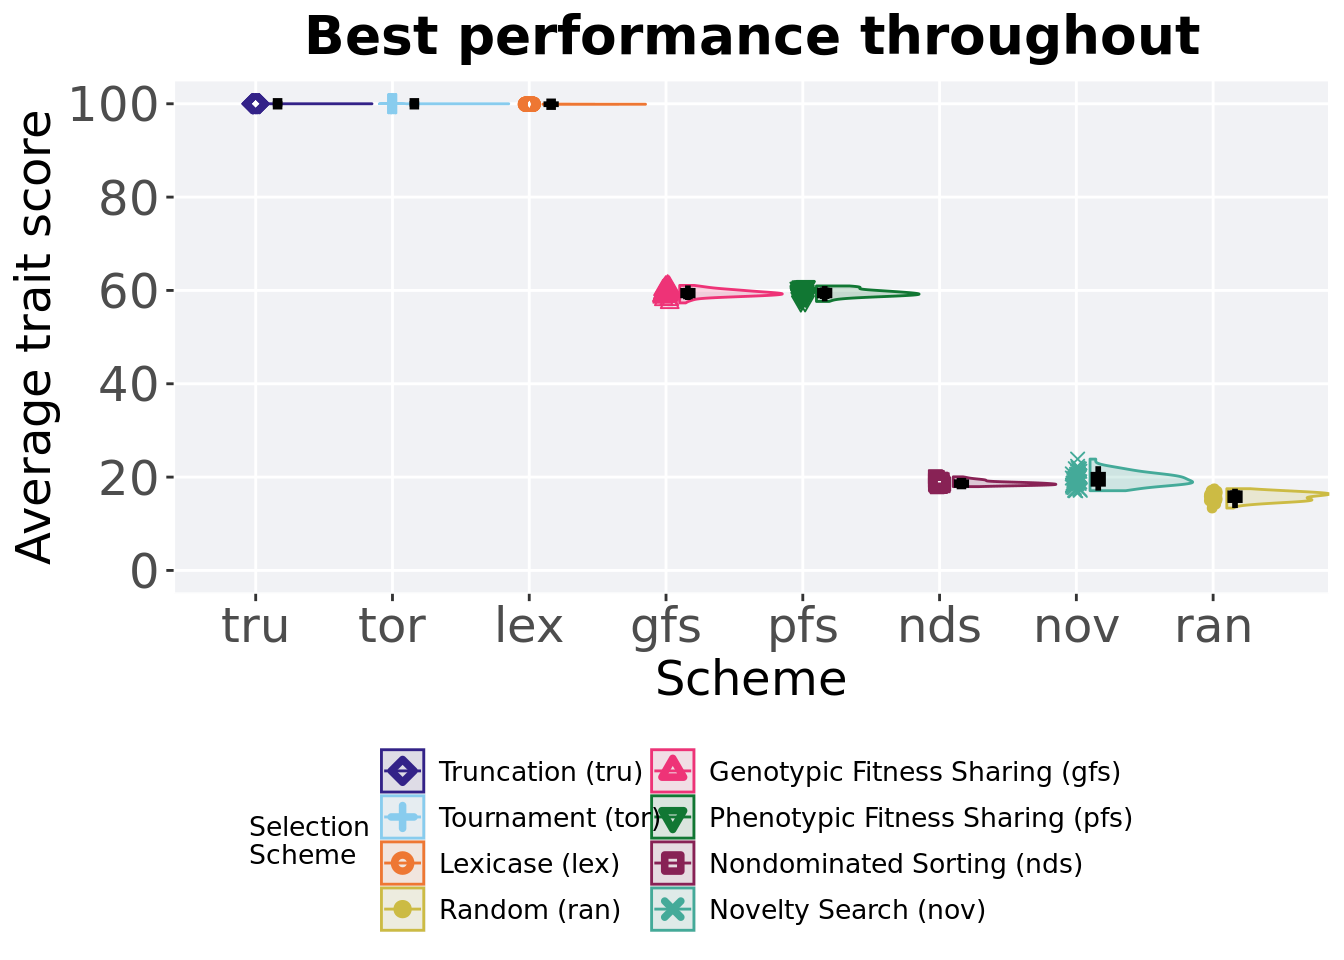 Best performance throughout
Average trait score
100
80
60
40
20
0
tru tor lex gfs pfs nds nov ran
Scheme
Selection
Scheme
Truncation (tru)
Tournament (tor)
Lexicase (lex)
Random (ran)
Genotypic Fitness Sharing (gfs)
Phenotypic Fitness Sharing (pfs)
Nondominated Sorting (nds)
Novelty Search (nov)